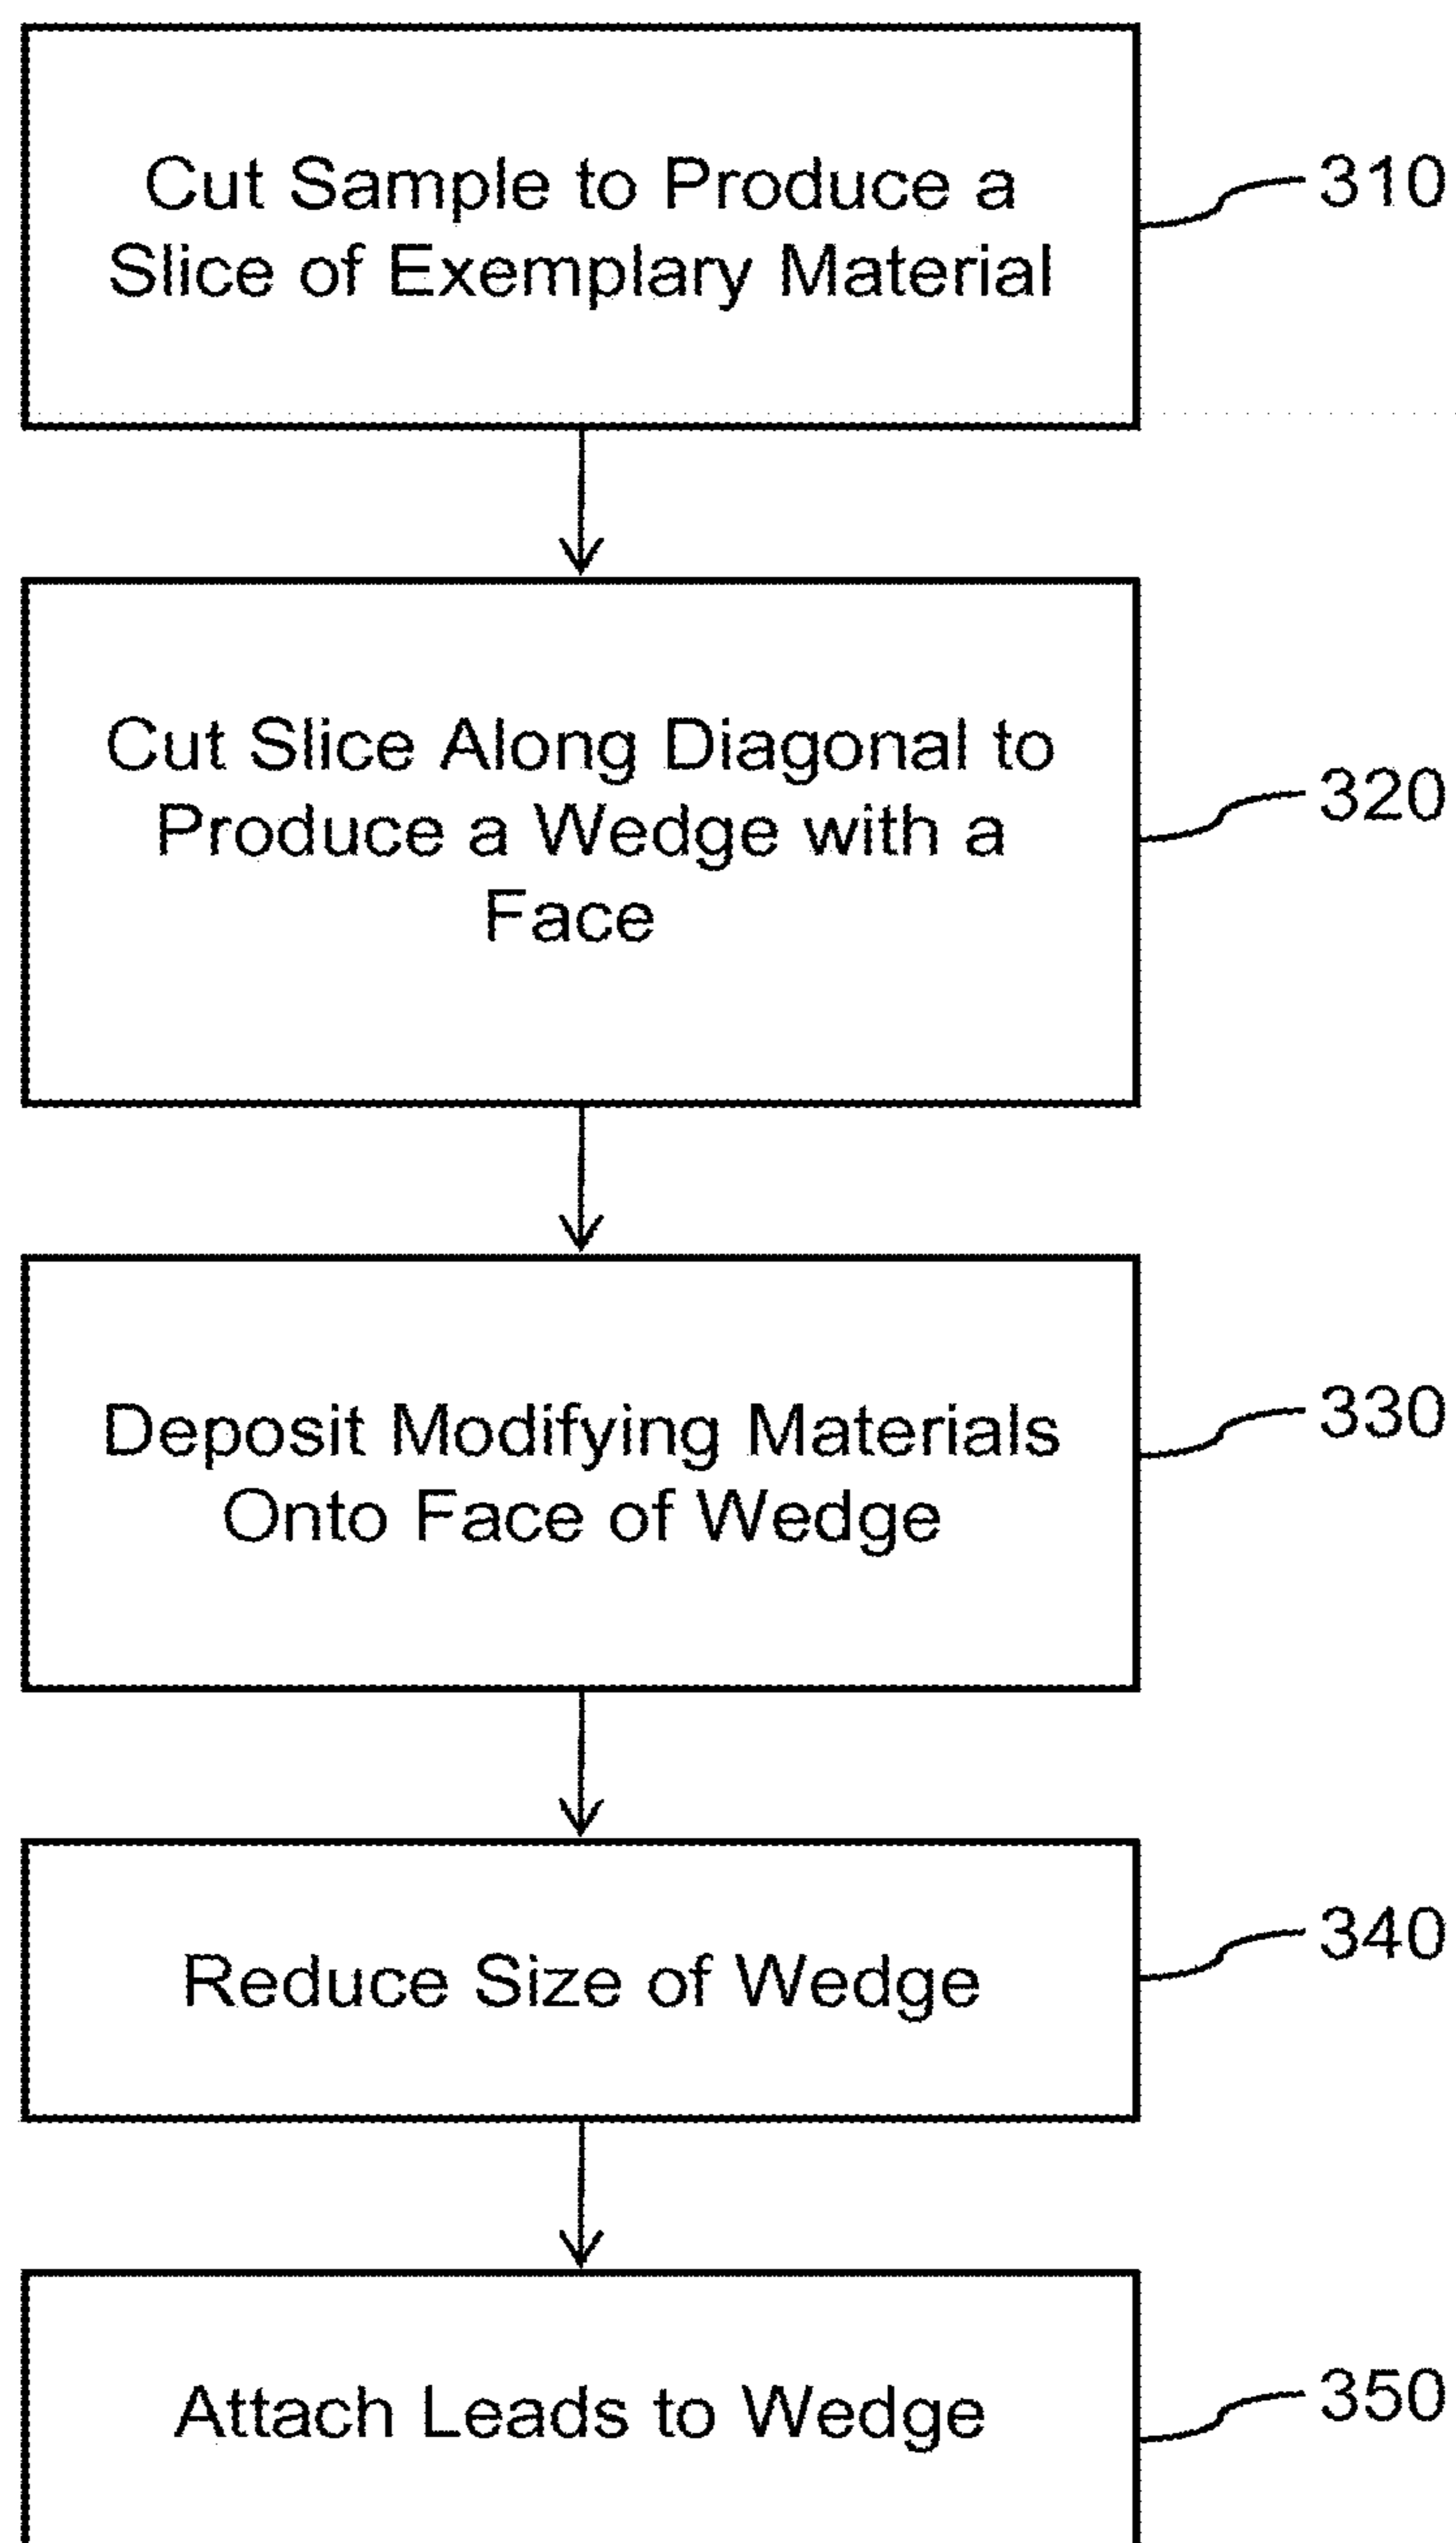 Cut Sample to Produce a
Slice of Exemplary Material
310
Cut Slice Along Diagonal to
Produce a Wedge with a
Face
320
Deposit Modifying Materials
Onto Face of Wedge
330
Reduce Size of Wedge
340
Attach Leads to Wedge
350